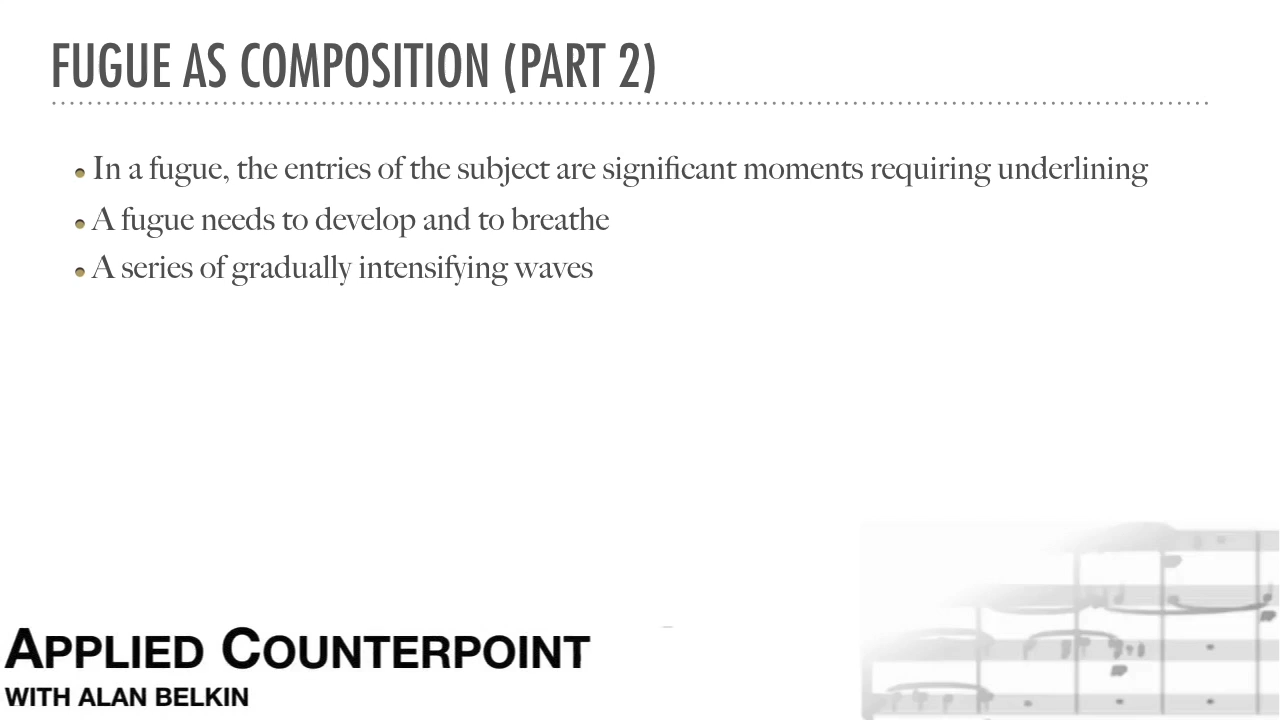 FUGUE AS COMPOSITION (PART 2)
• In a fugue, the entries of the subject are significant moments requiring underlining
• A fugue needs to develop and to breathe
• A series of gradually intensifying waves
APPLIED COUNTERPOINT
WITH ALAN BELKIN